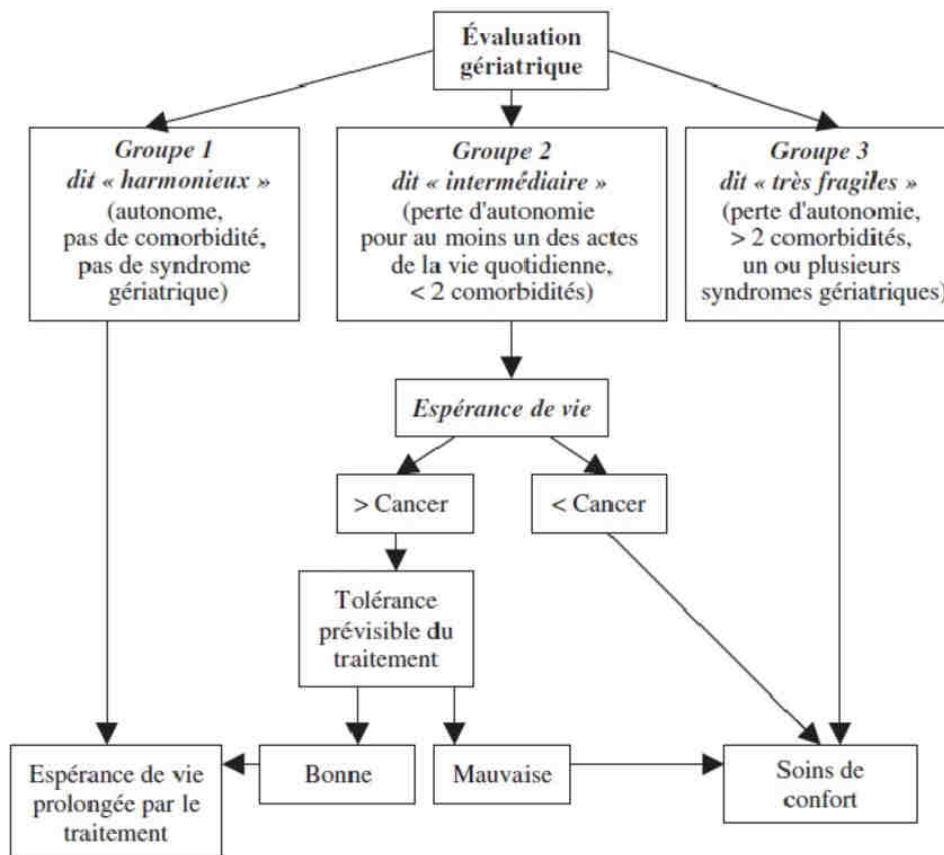 Évaluation
gériatrique
Groupe 1
dit « harmonieux »
(autonome,
pas de comorbidité,
pas de syndrome
gériatrique)
Groupe 2
dit « intermédiaire »
(perte d'autonomie
pour au moins un des actes
de la vie quotidienne,
< 2 comorbidités)
Groupe 3
dit « très fragiles »
(perte d'autonomie,
> 2 comorbidités,
un ou plusieurs
syndromes gériatriques)
Espérance de vie
> Cancer
< Cancer
Tolérance
prévisible du
traitement
Espérance de vie
prolongée par le
traitement
Bonne
Mauvaise
Soins de
confort